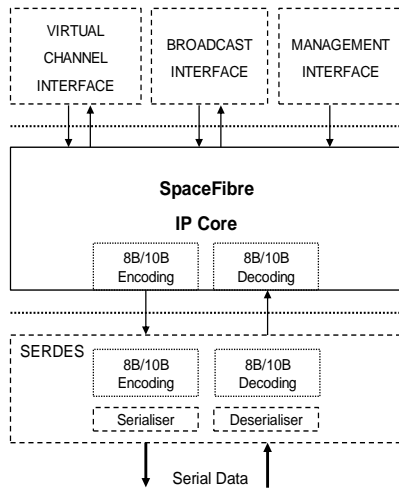 VIRTUAL
CHANNEL
INTERFACE
BROADCAST
INTERFACE
MANAGEMENT
INTERFACE
SpaceFibre
IP Core
8B/10B
Encoding
8B/10B
Decoding
SERDES
8B/10B
Encoding
8B/10B
Decoding
Serialiser
Deserialiser
Serial Data